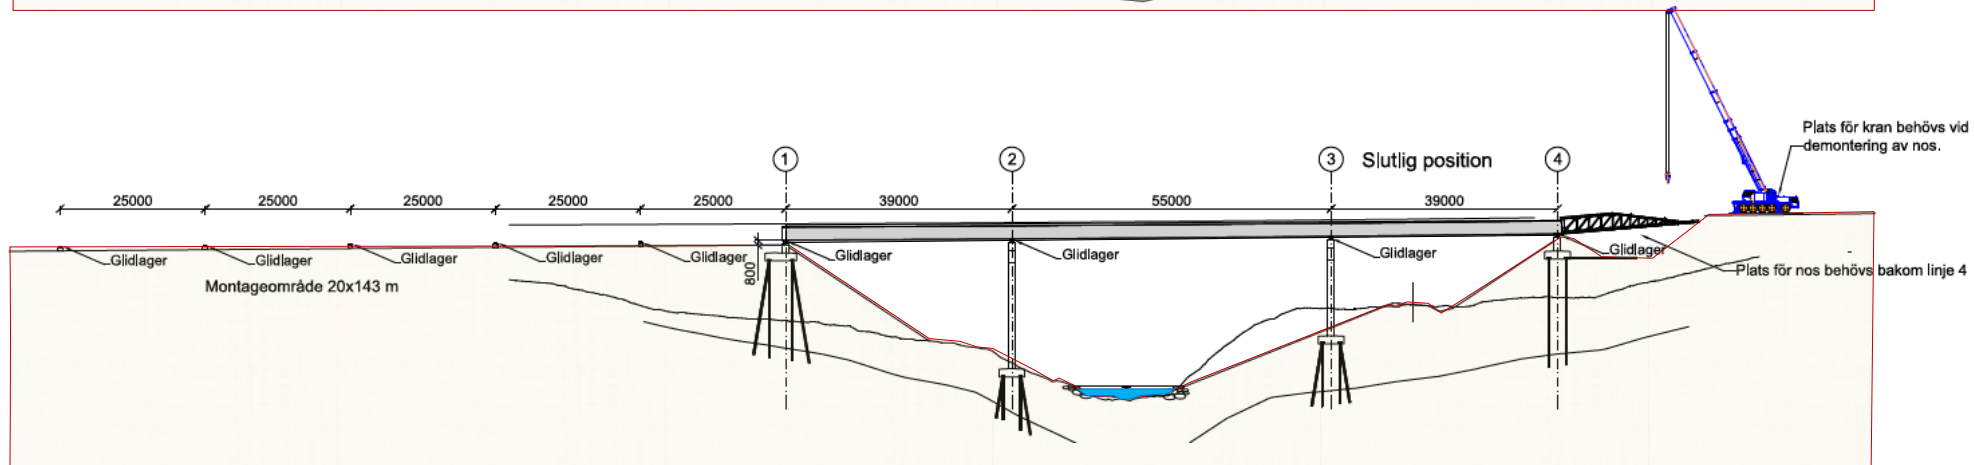 Plats för kran behövs vid
demontering av nos.
1
2
3
Slutlig position
4
25000
25000
25000
25000
25000
39000
55000
39000
Glidlager
Glidlager
Glidlager
Glidlager
Glidlager
800
Glidlager
Glidlager
Glidlager
Glidlager
Plats för nos behövs bakom linje 4
Montageområde 20x143 m